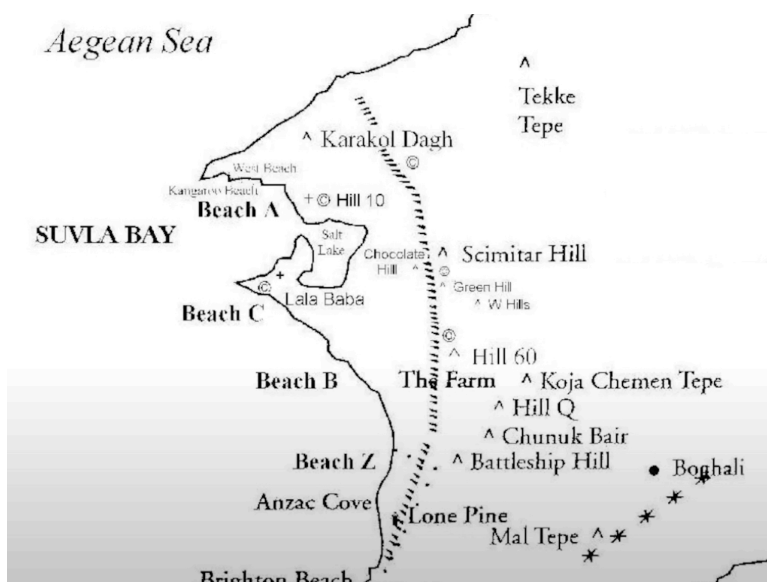 Aegean Sea
Tekke
Tepe
Karakol Dagh
©
West Beach
Kangaroo Beach
Beach A
© Hill 10
SUVLA BAY
Salt
Lake
Chocolate
Hill
Scimitar Hill
©
Green Hill
W Hills
©
Lala Baba
Beach C
©
Hill 60
Beach B
The Farm
Koja Chemen Tepe
Hill Q
Chunuk Bair
Beach Z
Battleship Hill
Boghali
Anzac Cove
Lone Pine
Mal Tepe
Brighton Beach